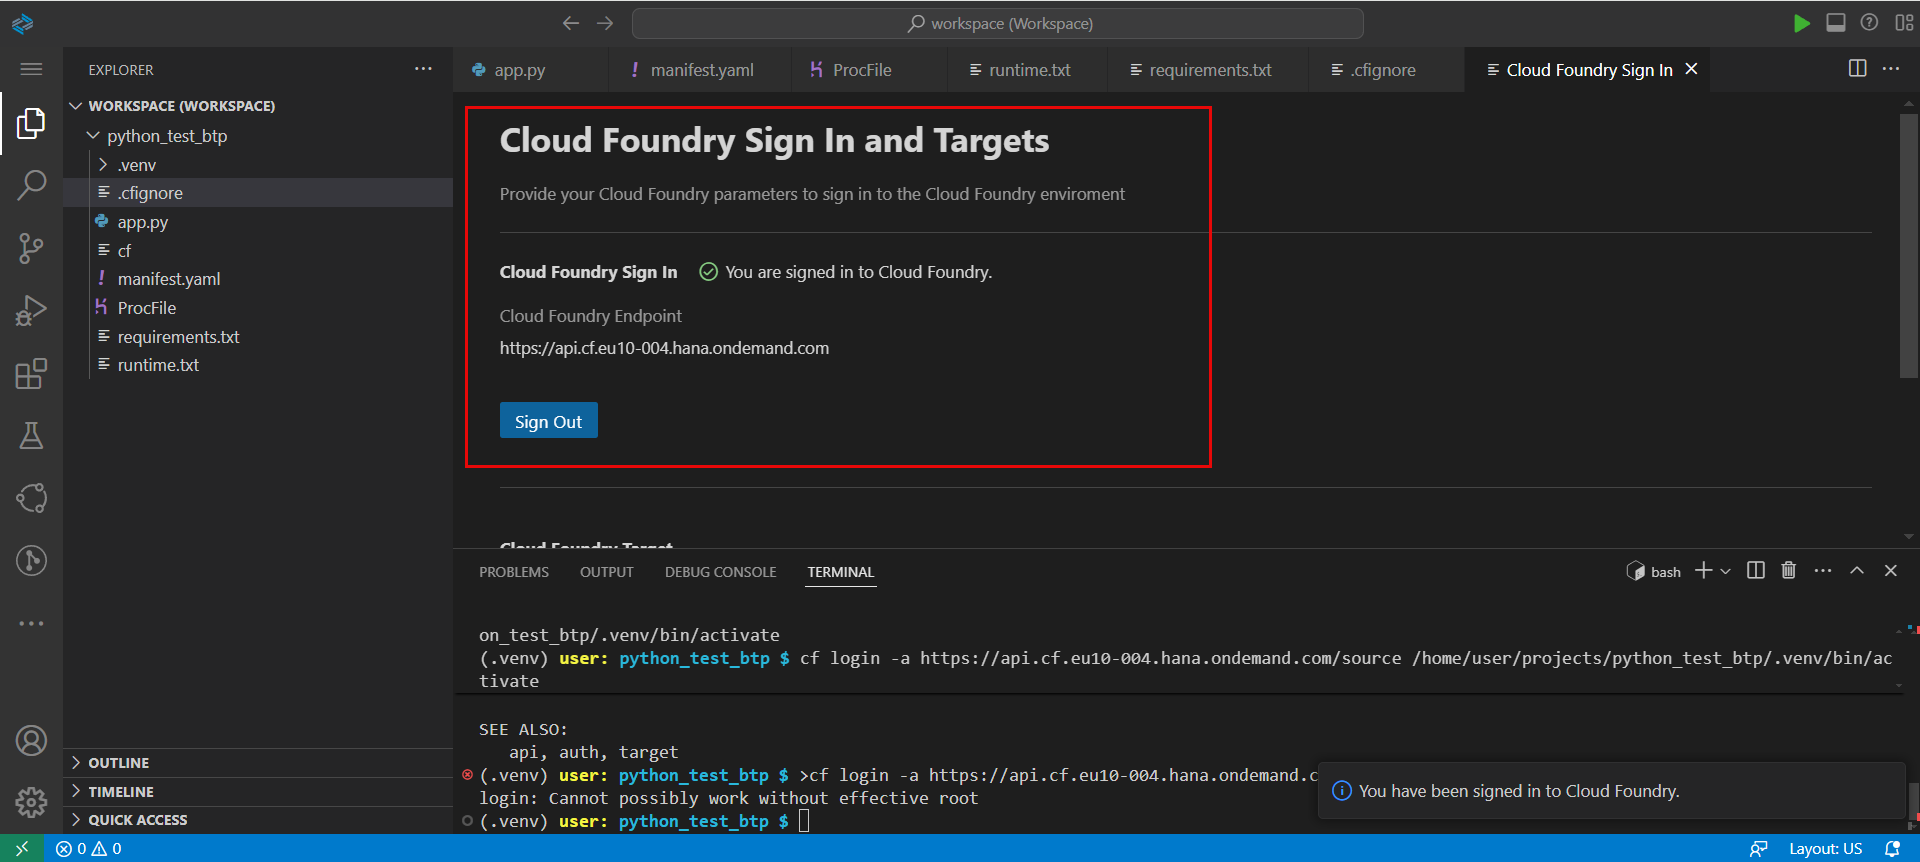 workspace (Workspace)
EXPLORER
WORKSPACE (WORKSPACE)
python_test_btp
.venv
.cfignore
app.py
cf
manifest.yaml
ProcFile
requirements.txt
runtime.txt
OUTLINE
TIMELINE
QUICK ACCESS
app.py
manifest.yaml
ProcFile
runtime.txt
requirements.txt
.cfignore
Cloud Foundry Sign In
Cloud Foundry Sign In and Targets
Provide your Cloud Foundry parameters to sign in to the Cloud Foundry enviroment
Cloud Foundry Sign In You are signed in to Cloud Foundry.
Cloud Foundry Endpoint
https://api.cf.eu10-004.hana.ondemand.com
Sign Out
Cloud Foundry Target
PROBLEMS OUTPUT DEBUG CONSOLE TERMINAL
bash
on_test_btp/.venv/bin/activate
(.venv) user: python_test_btp $ cf login -a https://api.cf.eu10-004.hana.ondemand.com/source /home/user/projects/python_test_btp/.venv/bin/ac
tivate
SEE ALSO:
api, auth, target
(.venv) user: python_test_btp $ >cf login -a https://api.cf.eu10-004.hana.ondemand.c
login: Cannot possibly work without effective root
(.venv) user: python_test_btp $
You have been signed in to Cloud Foundry.
0 0
Layout: US